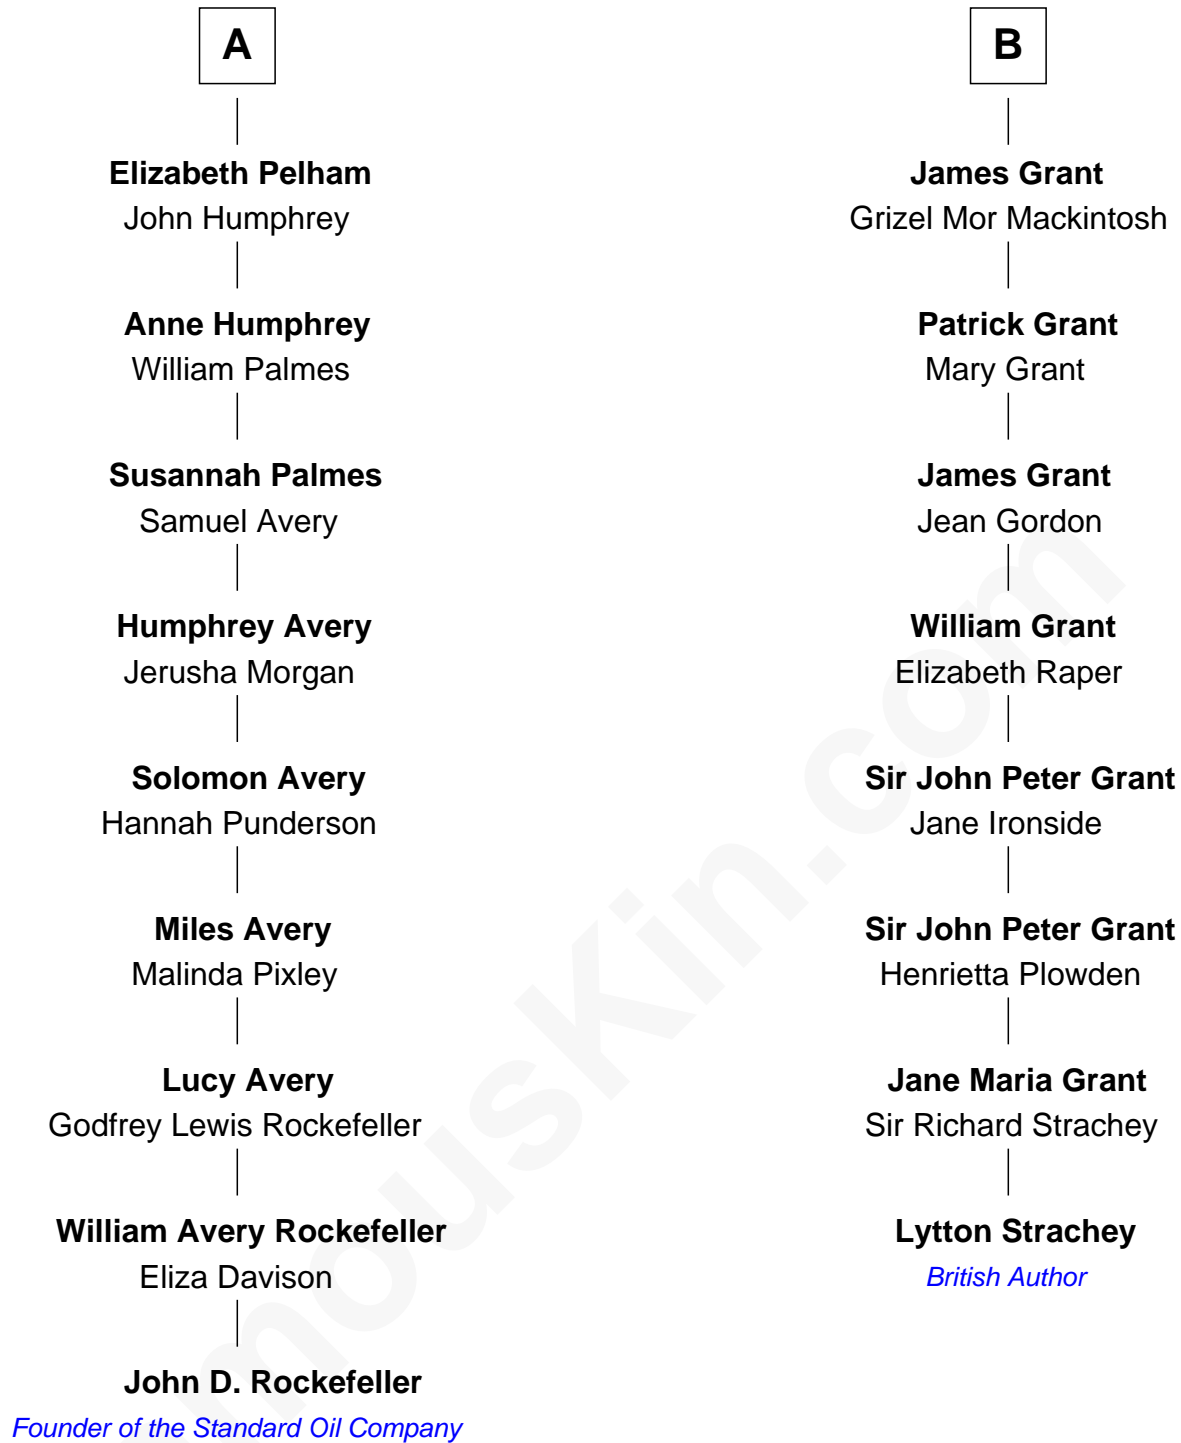 A
Elizabeth Pelham
John Humphrey
Anne Humphrey
William Palmes
Susannah Palmes
Samuel Avery
Humphrey Avery
Jerusha Morgan
Solomon Avery
Hannah Punderson
Miles Avery
Malinda Pixley
Lucy Avery
Godfrey Lewis Rockefeller
William Avery Rockefeller
Eliza Davison
John D. Rockefeller
Founder of the Standard Oil Company
B
James Grant
Grizel Mor Mackintosh
Patrick Grant
Mary Grant
James Grant
Jean Gordon
William Grant
Elizabeth Raper
Sir John Peter Grant
Jane Ironside
Sir John Peter Grant
Henrietta Plowden
Jane Maria Grant
Sir Richard Strachey
Lytton Strachey
British Author
mousKin.com